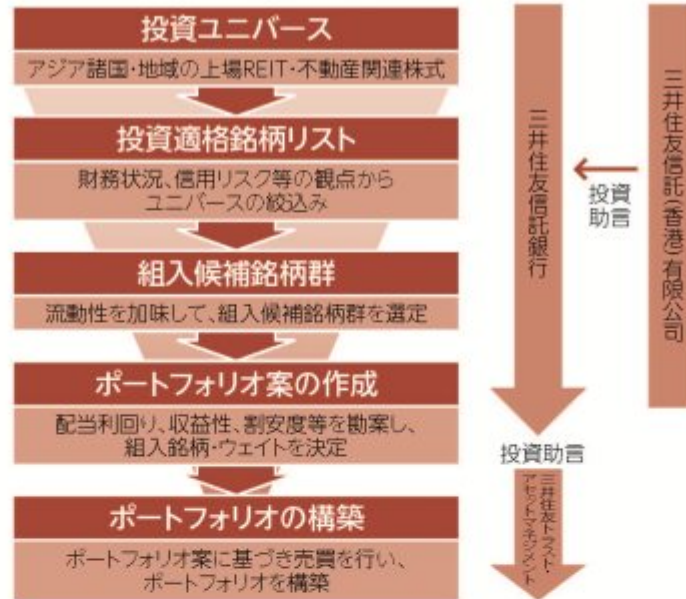 投資ユニバース
アジア諸国・地域の上場REIT・不動産関連株式
投資適格銘柄リスト
財務状況、信用リスク等の観点から
ユニバースの絞込み
組入候補銘柄群
流動性を加味して、組入候補銘柄群を選定
ポートフォリオ案の作成
配当利回り、収益性、割安度等を勘案し、
組入銘柄・ウェイトを決定
ポートフォリオの構築
ポートフォリオ案に基づき売買を行い、
ポートフォリオを構築
三井住友信託銀行
投資助言
三井住友トラスト・
アセットマネジメント
投資
助言
三井住友信託(香港)有限公司